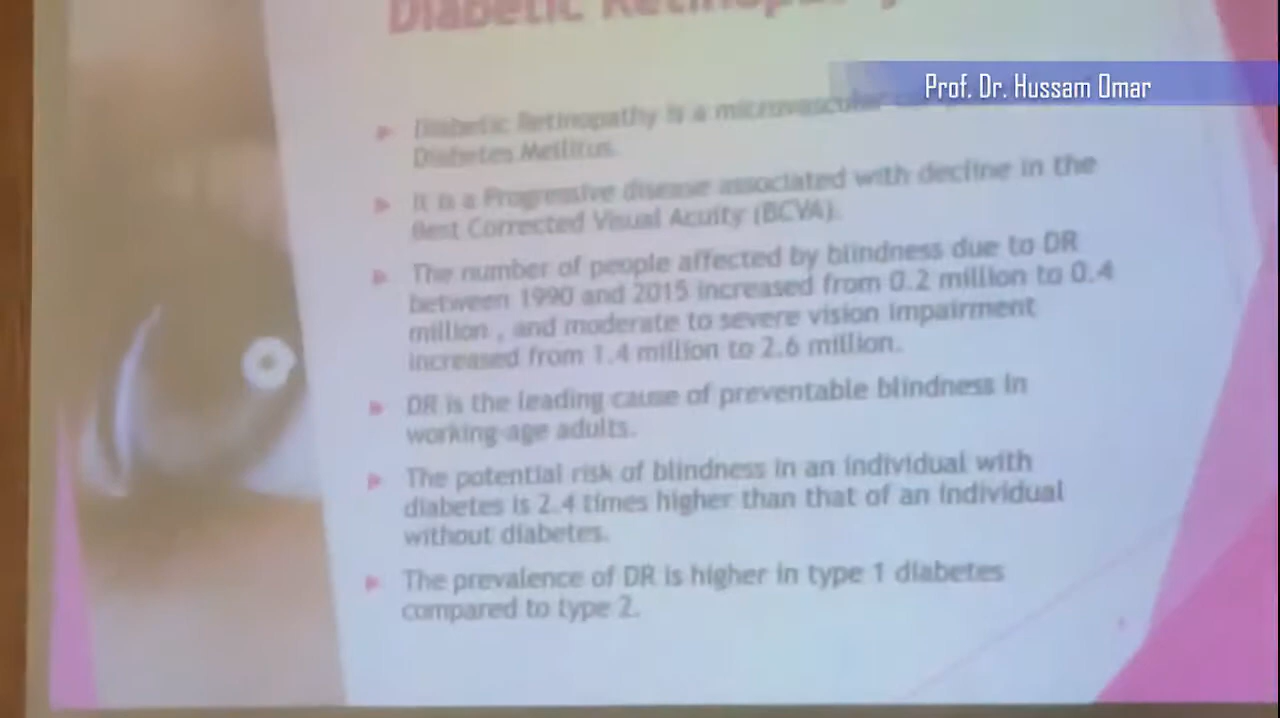 Diabetic Retinopathy
Prof. Dr. Hussam Omar
Diabetic Retinopathy is a microvascular
Diabetes Mellitus.
It is a Progressive disease associated with decline in the
Best Corrected Visual Acuity (BCVA).
The number of people affected by blindness due to DR
between 1990 and 2015 increased from 0.2 million to 0.4
million , and moderate to severe vision impairment
increased from 1.4 million to 2.6 million.
DR is the leading cause of preventable blindness in
working-age adults.
The potential risk of blindness in an individual with
diabetes is 2.4 times higher than that of an individual
without diabetes.
The prevalence of DR is higher in type 1 diabetes
compared to type 2.